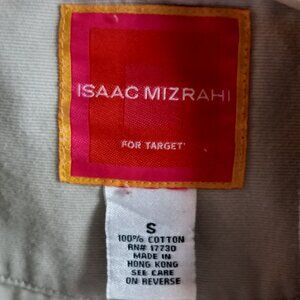 ISAAC MIZRAHI
FOR TARGET
S
100% COTTON
RN# 17730
MADE IN
HONG KONG
SEE CARE
ON REVERSE